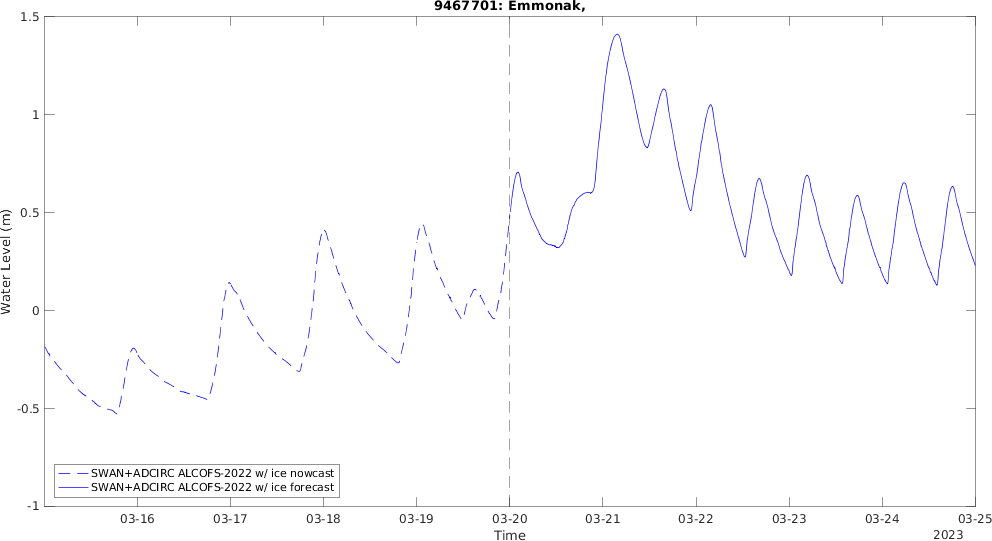 9467701: Emmonak,
Water Level (m)
1.5
1
0.5
0
-0.5
-1
SWAN+ADCIRC ALCOFS-2022 w/ ice nowcast
SWAN+ADCIRC ALCOFS-2022 w/ ice forecast
03-16 03-17 03-18 03-19 03-20 03-21 03-22 03-23 03-24 03-25
Time
2023